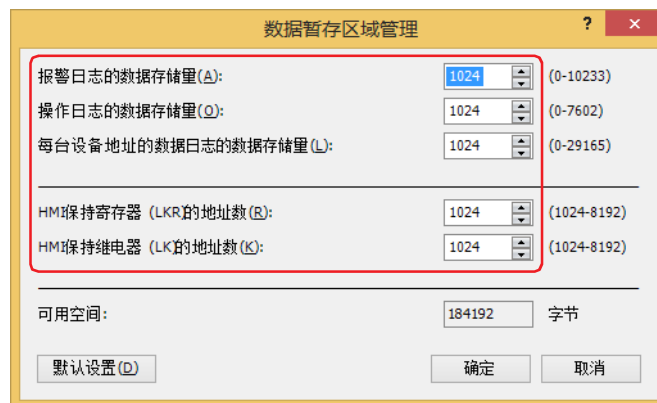 数据暂存区域管理 ? ×
报警日志的数据存储量(A): 1024 (0-10233)
操作日志的数据存储量(O): 1024 (0-7602)
每台设备地址的数据日志的数据存储量(L): 1024 (0-29165)
HMI保持寄存器 (LKR)的地址数(R): 1024 (1024-8192)
HMI保持继电器 (LK)的地址数(K): 1024 (1024-8192)
可用空间: 184192 字节
默认设置(D) 确定 取消